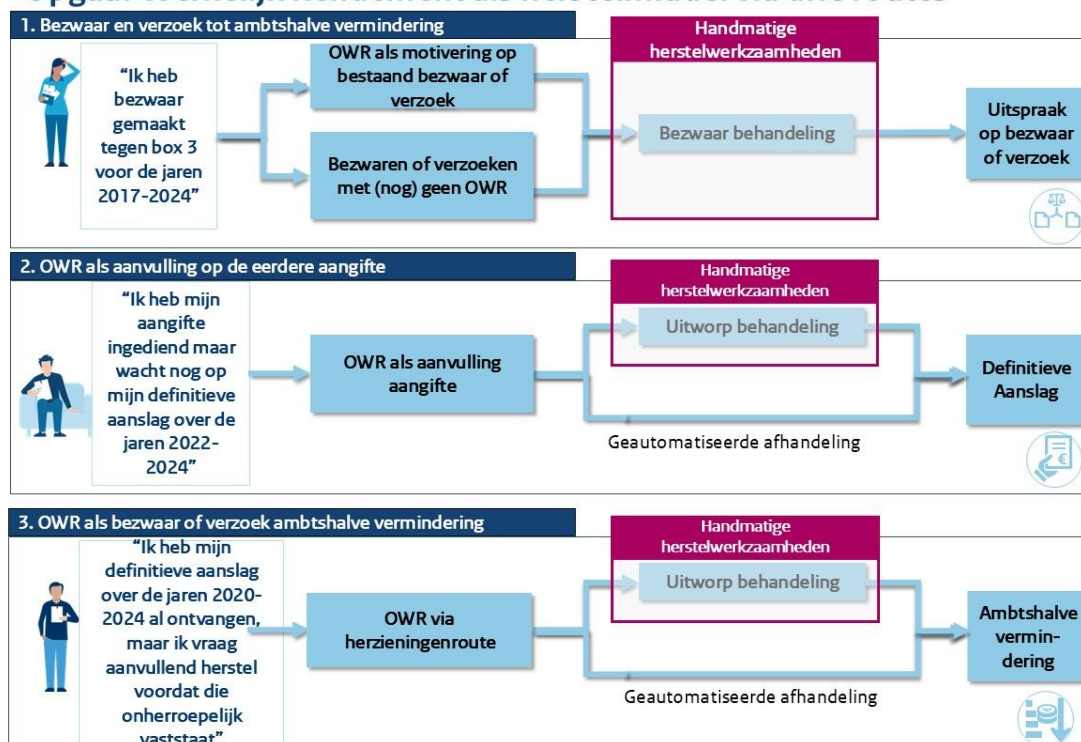 1. Bezwaar en verzoek tot ambtshalve vermindering
"Ik heb
bezwaar
gemaakt
tegen box 3
voor de jaren
2017-2024"
OWR als motivering op
bestaand bezwaar of
verzoek
Bezwaren of verzoeken
met (nog) geen OWR
Handmatige
herstelwerkzaamheden
Bezwaar behandeling
Uitspraak
op bezwaar
of verzoek
2. OWR als aanvulling op de eerdere aangifte
"Ik heb mijn
aangifte
ingediend maar
wacht nog op
mijn definitieve
aanslag over de
jaren 2022-
2024"
OWR als aanvulling
aangifte
Handmatige
herstelwerkzaamheden
Uitworp behandeling
Geautomatiseerde afhandeling
Definitieve
Aanslag
€
3. OWR als bezwaar of verzoek ambtshalve vermindering
"Ik heb mijn
definitieve aanslag
over de jaren 2020-
2024 al ontvangen,
maar ik vraag
aanvullend herstel
voordat die
onherroepelijk
vaststaat"
OWR via
herzieningenroute
Handmatige
herstelwerkzaamheden
Uitworp behandeling
Geautomatiseerde afhandeling
Ambtshalve
vermin-
dering